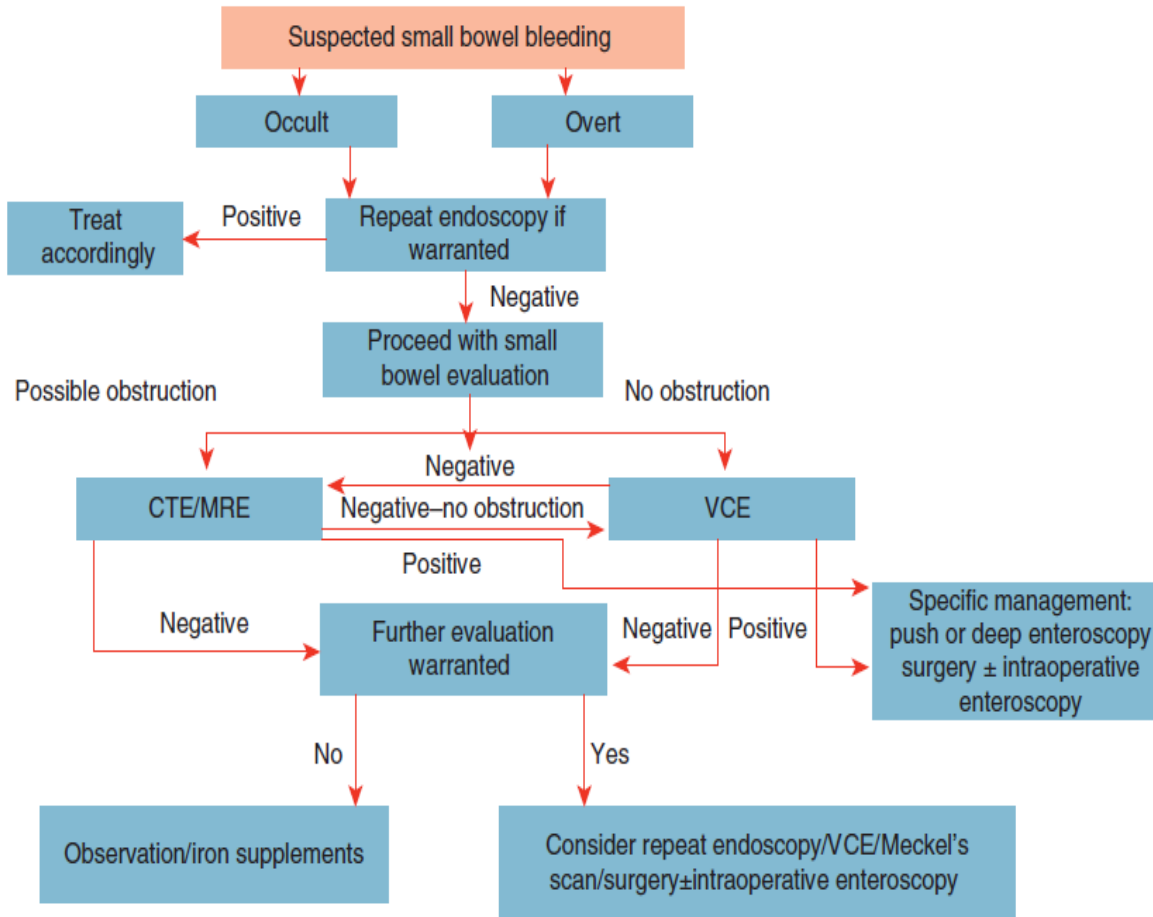 Suspected small bowel bleeding
Occult
Overt
Positive
Treat
accordingly
Repeat endoscopy if
warranted
Negative
Proceed with small
bowel evaluation
Possible obstruction
No obstruction
Negative
CTE/MRE
Negative–no obstruction
VCE
Positive
Negative
Further evaluation
warranted
Negative
Positive
Specific management:
push or deep enteroscopy
surgery ± intraoperative
enteroscopy
No
Yes
Observation/iron supplements
Consider repeat endoscopy/VCE/Meckel's
scan/surgery±intraoperative enteroscopy